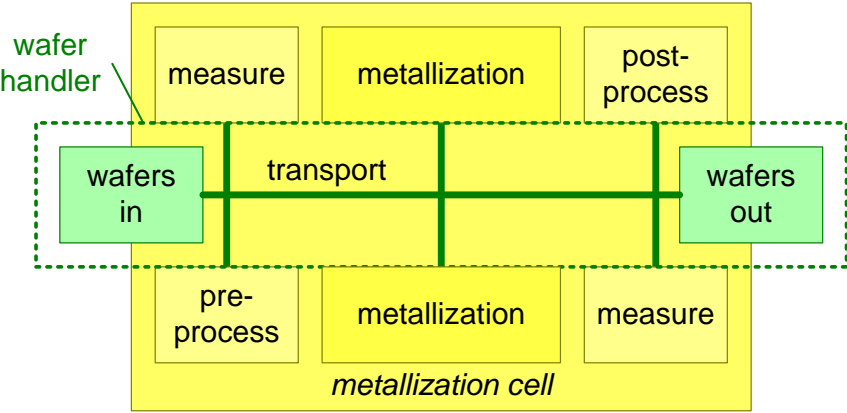 wafer
handler
measure
metallization
post-
process
transport
wafers
in
wafers
out
pre-
process
metallization
measure
metallization cell